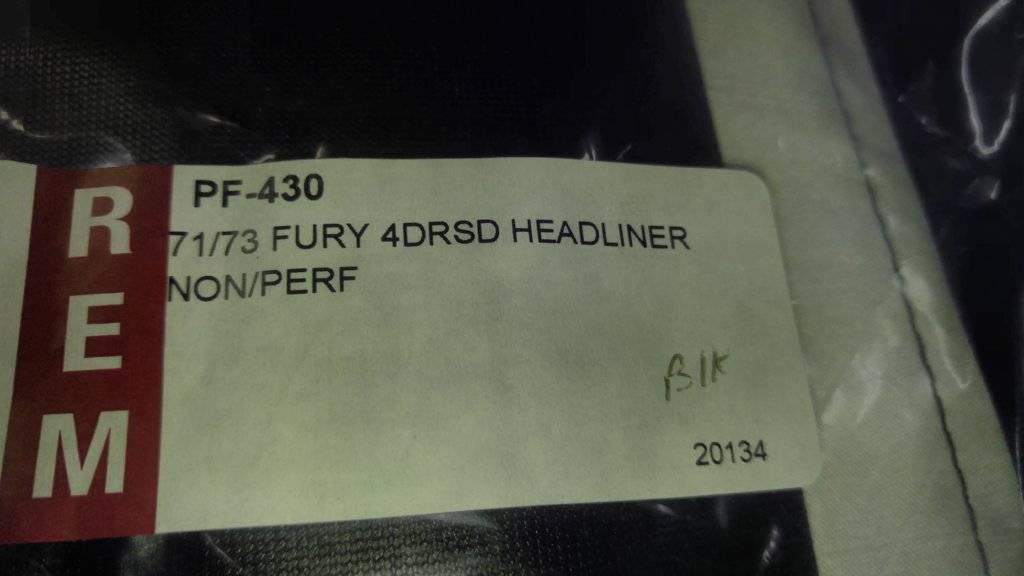 REM
PF-430
71/73 FURY 4DRSD HEADLINER
NON/PERF
Blk
20134